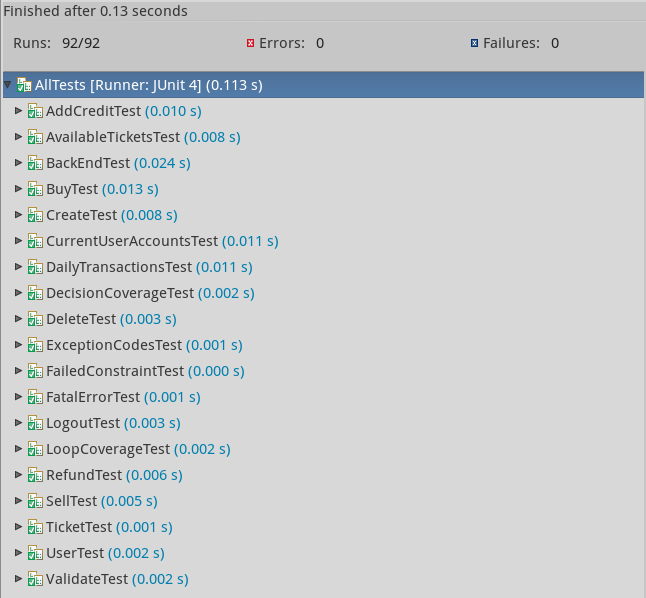 Finished after 0.13 seconds
Runs: 92/92 Errors: 0 Failures: 0
AllTests [Runner: JUnit 4] (0.113 s)
AddCreditTest (0.010 s)
AvailableTicketsTest (0.008 s)
BackEndTest (0.024 s)
BuyTest (0.013 s)
CreateTest (0.008 s)
CurrentUserAccountsTest (0.011 s)
DailyTransactionsTest (0.011 s)
DecisionCoverageTest (0.002 s)
DeleteTest (0.003 s)
ExceptionCodesTest (0.001 s)
FailedConstraintTest (0.000 s)
FatalErrorTest (0.001 s)
LogoutTest (0.003 s)
LoopCoverageTest (0.002 s)
RefundTest (0.006 s)
SellTest (0.005 s)
TicketTest (0.001 s)
UserTest (0.002 s)
ValidateTest (0.002 s)